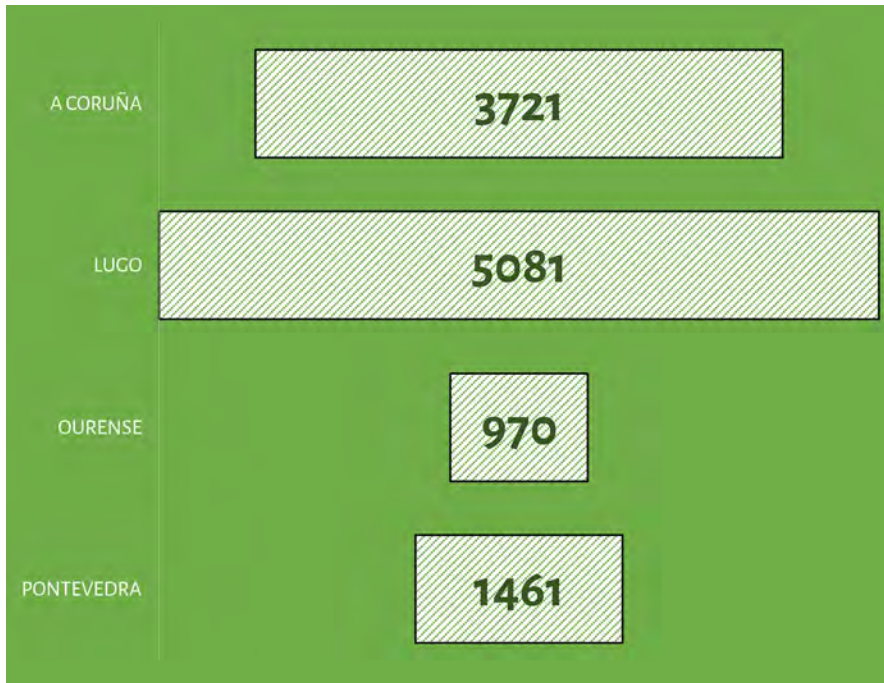 A CORUÑA
3721
LUGO
5081
OURENSE
970
PONTEVEDRA
1461